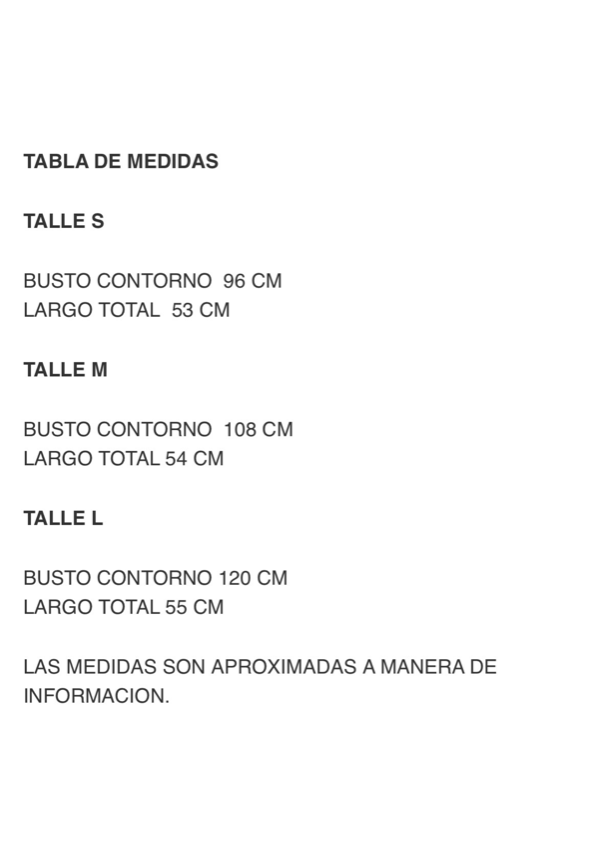 TABLA DE MEDIDAS
TALLE S
BUSTO CONTORNO  96 CM
LARGO TOTAL  53 CM
TALLE M
BUSTO CONTORNO  108 CM
LARGO TOTAL 54 CM
TALLE L
BUSTO CONTORNO 120 CM
LARGO TOTAL 55 CM
LAS MEDIDAS SON APROXIMADAS A MANERA DE
INFORMACION.